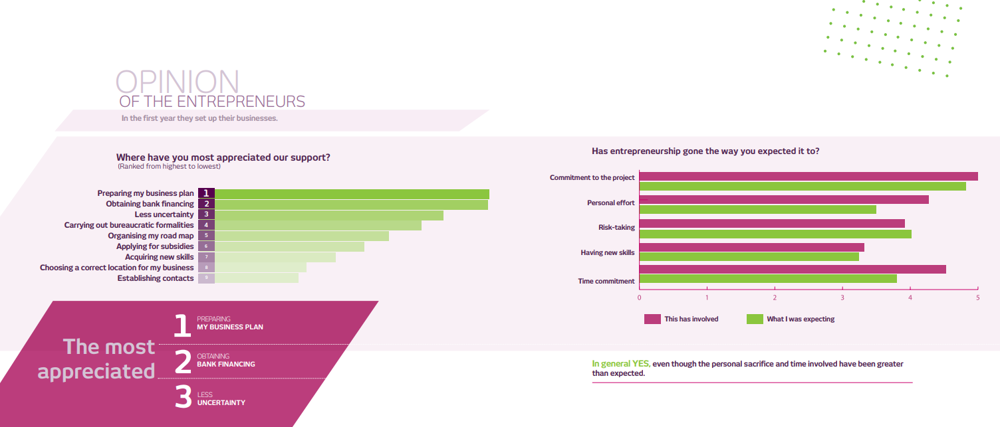 OPINION
OF THE ENTREPRENEURS
In the first year they set up their businesses.
Where have you most appreciated our support?
(Ranked from highest to lowest)
Preparing my business plan 1
Obtaining bank financing 2
Less uncertainty 3
Carrying out bureaucratic formalities 4
Organising my road map 5
Applying for subsidies 6
Acquiring new skills 7
Choosing a correct location for my business 8
Establishing contacts 9
The most
appreciated
1 PREPARING
MY BUSINESS PLAN
2 OBTAINING
BANK FINANCING
3 LESS
UNCERTAINTY
Has entrepreneurship gone the way you expected it to?
Commitment to the project
Personal effort
Risk-taking
Having new skills
Time commitment
0 1 2 3 4 5
This has involved What I was expecting
In general YES, even though the personal sacrifice and time involved have been greater
than expected.